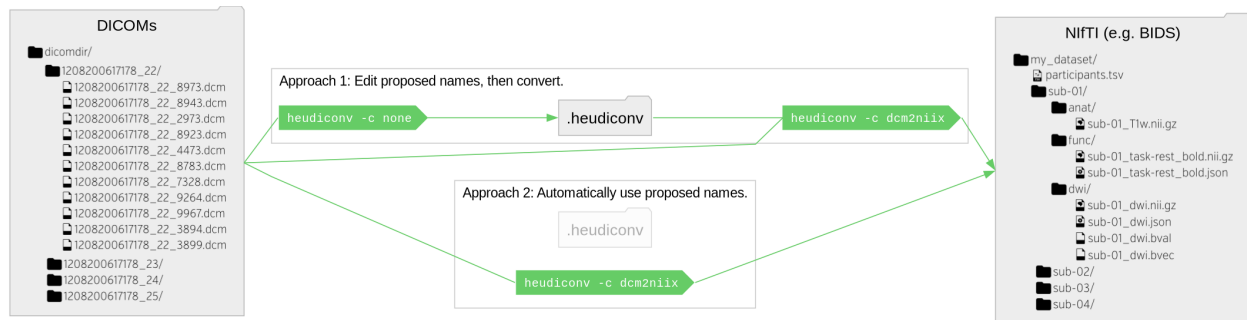 DICOMs
dicomdir/
1208200617178_22/
1208200617178_22_8973.dcm
1208200617178_22_8943.dcm
1208200617178_22_2973.dcm
1208200617178_22_8923.dcm
1208200617178_22_4473.dcm
1208200617178_22_8783.dcm
1208200617178_22_7328.dcm
1208200617178_22_9264.dcm
1208200617178_22_9967.dcm
1208200617178_22_3894.dcm
1208200617178_22_3899.dcm
1208200617178_23/
1208200617178_24/
1208200617178_25/
Approach 1: Edit proposed names, then convert.
heudiconv -c none
.heudiconv
heudiconv -c dcm2niix
Approach 2: Automatically use proposed names.
.heudiconv
heudiconv -c dcm2niix
NIfTI (e.g. BIDS)
my_dataset/
participants.tsv
sub-01/
anat/
sub-01_T1w.nii.gz
func/
sub-01_task-rest_bold.nii.gz
sub-01_task-rest_bold.json
dwi/
sub-01_dwi.nii.gz
sub-01_dwi.json
sub-01_dwi.bval
sub-01_dwi.bvec
sub-02/
sub-03/
sub-04/